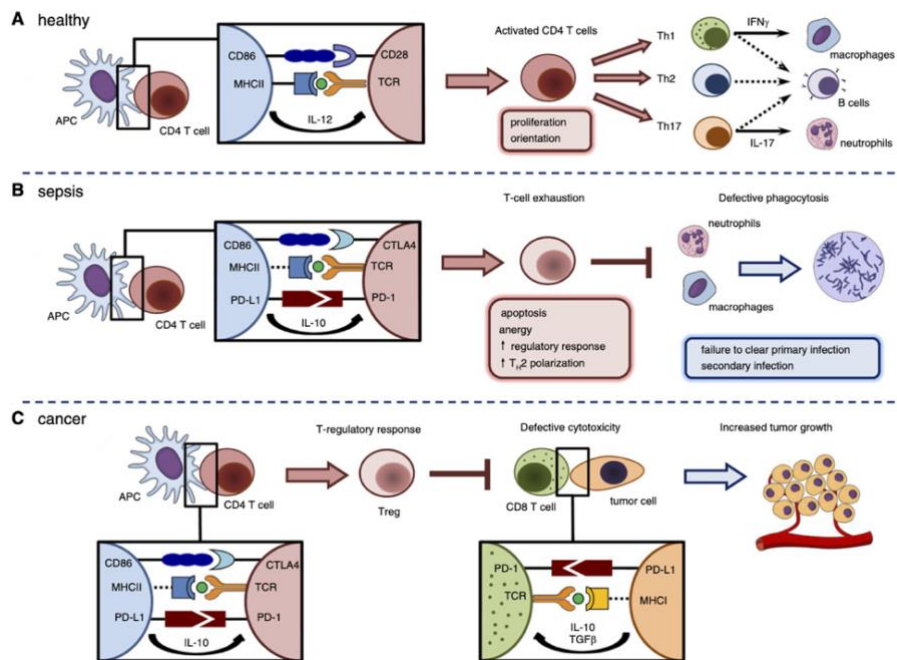 A healthy
CD86
CD28
MHCII
TCR
IL-12
APC
CD4 T cell
Activated CD4 T cells
proliferation
orientation
Th1
Th2
Th17
IFNγ
IL-17
macrophages
B cells
neutrophils
B sepsis
CD86
CTLA4
MHCII
TCR
PD-L1
PD-1
IL-10
APC
CD4 T cell
T-cell exhaustion
apoptosis
anergy
↑ regulatory response
↑ TH2 polarization
Defective phagocytosis
neutrophils
macrophages
failure to clear primary infection
secondary infection
C cancer
APC
CD4 T cell
T-regulatory response
Treg
Defective cytotoxicity
CD8 T cell
tumor cell
Increased tumor growth
CD86
CTLA4
MHCII
TCR
PD-L1
PD-1
IL-10
PD-1
PD-L1
TCR
MHCI
IL-10
TGFβ